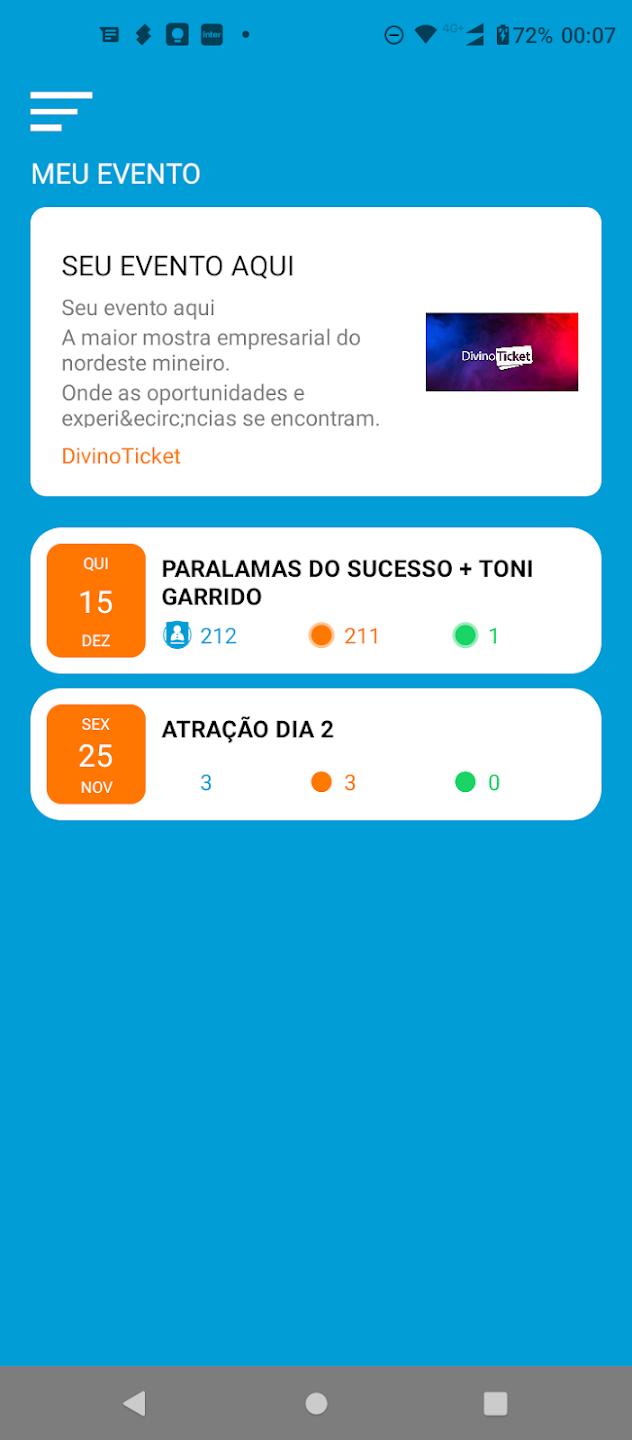 inter
4G+ 72% 00:07
MEU EVENTO
SEU EVENTO AQUI
Seu evento aqui
A maior mostra empresarial do
nordeste mineiro.
Onde as oportunidades e
experi&ecirc;ncias se encontram.
DivinoTicket
DivinoTicket
QUI
15
DEZ
PARALAMAS DO SUCESSO + TONI
GARRIDO
212 211 1
SEX
25
NOV
ATRAÇÃO DIA 2
3 3 0